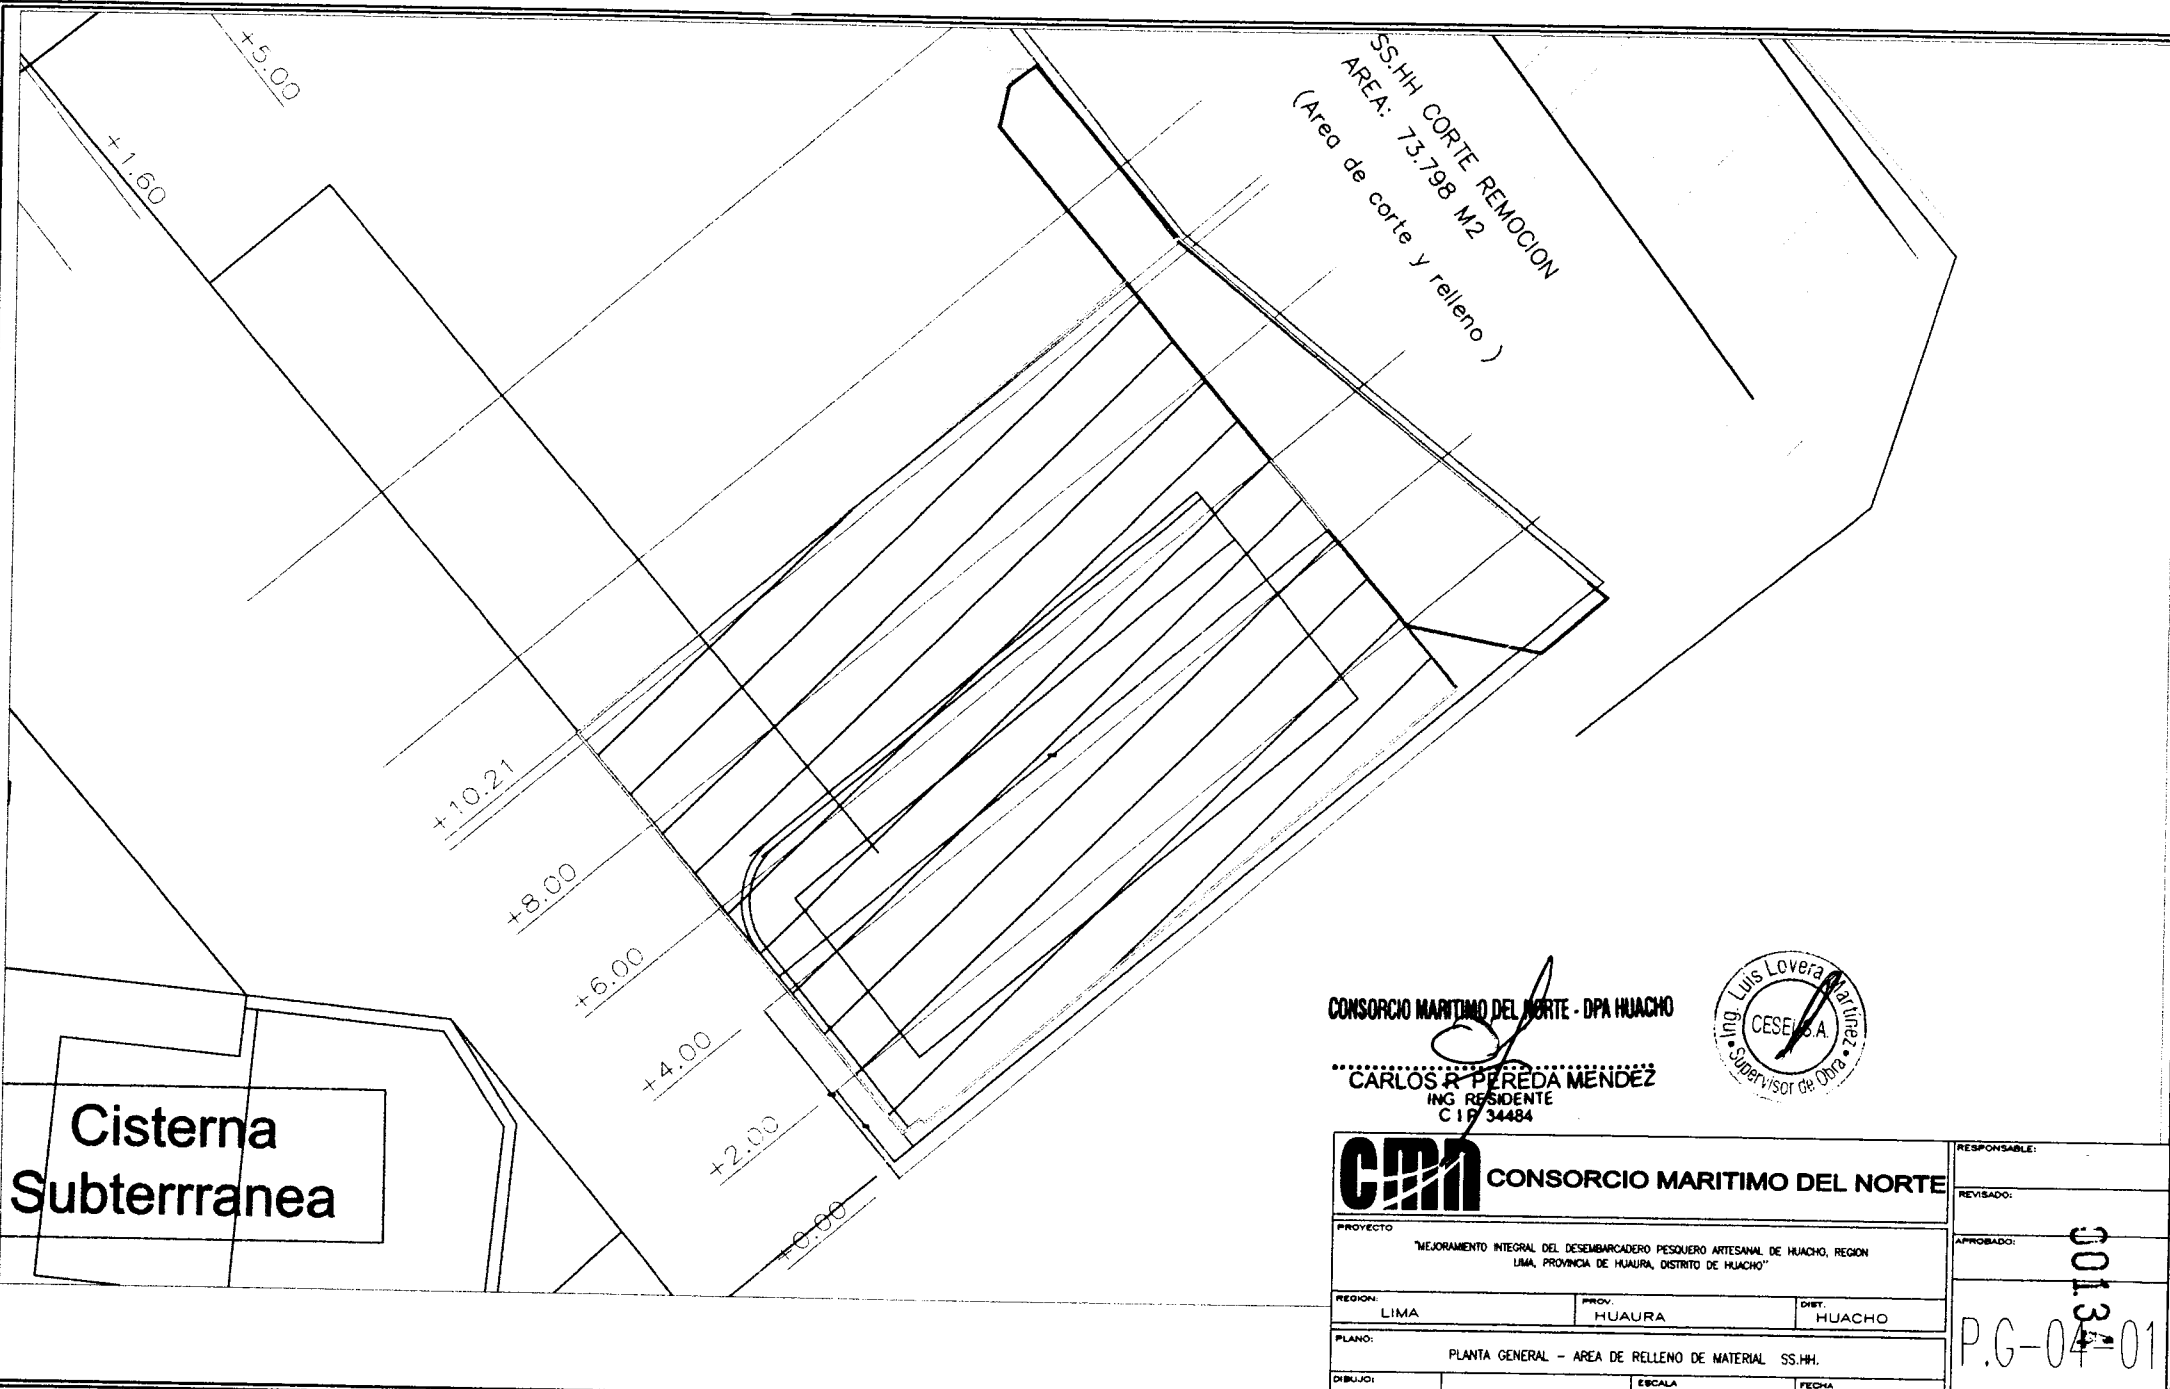 +5.00
+1.60
SS.HH CORTE REMOCION
AREA: 73.798 M2
(Area de corte y relleno )
+10.21
+8.00
+6.00
+4.00
+2.00
+0.00
Cisterna
Subterrranea
CONSORCIO MARITIMO DEL NORTE - DPA HUACHO
CARLOS R PEREDA MENDEZ
ING RESIDENTE
C I P 34484
Ing. Luis Lovera Martinez
CESEL S.A.
Supervisor de Obra
cmn CONSORCIO MARITIMO DEL NORTE
RESPONSABLE:
REVISADO:
APROBADO:
00134
PROYECTO
"MEJORAMIENTO INTEGRAL DEL DESEMBARCADERO PESQUERO ARTESANAL DE HUACHO, REGION
LIMA, PROVINCIA DE HUAURA, DISTRITO DE HUACHO"
REGION: LIMA
PROV. HUAURA
DIST. HUACHO
PLANO:
PLANTA GENERAL - AREA DE RELLENO DE MATERIAL SS.HH.
P.G-04-01
DIBUJO:
ESCALA
FECHA